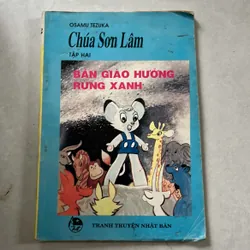 OSAMU TEZUKA
Chúa Sơn Lâm
TẬP HAI
BẢN GIAO HƯỞNG
RỪNG XANH
TRANH TRUYỆN NHẬT BẢN